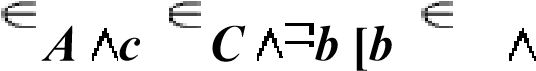 ∈ A ∧c ∈ C ∧¬b [b ∈ ∧